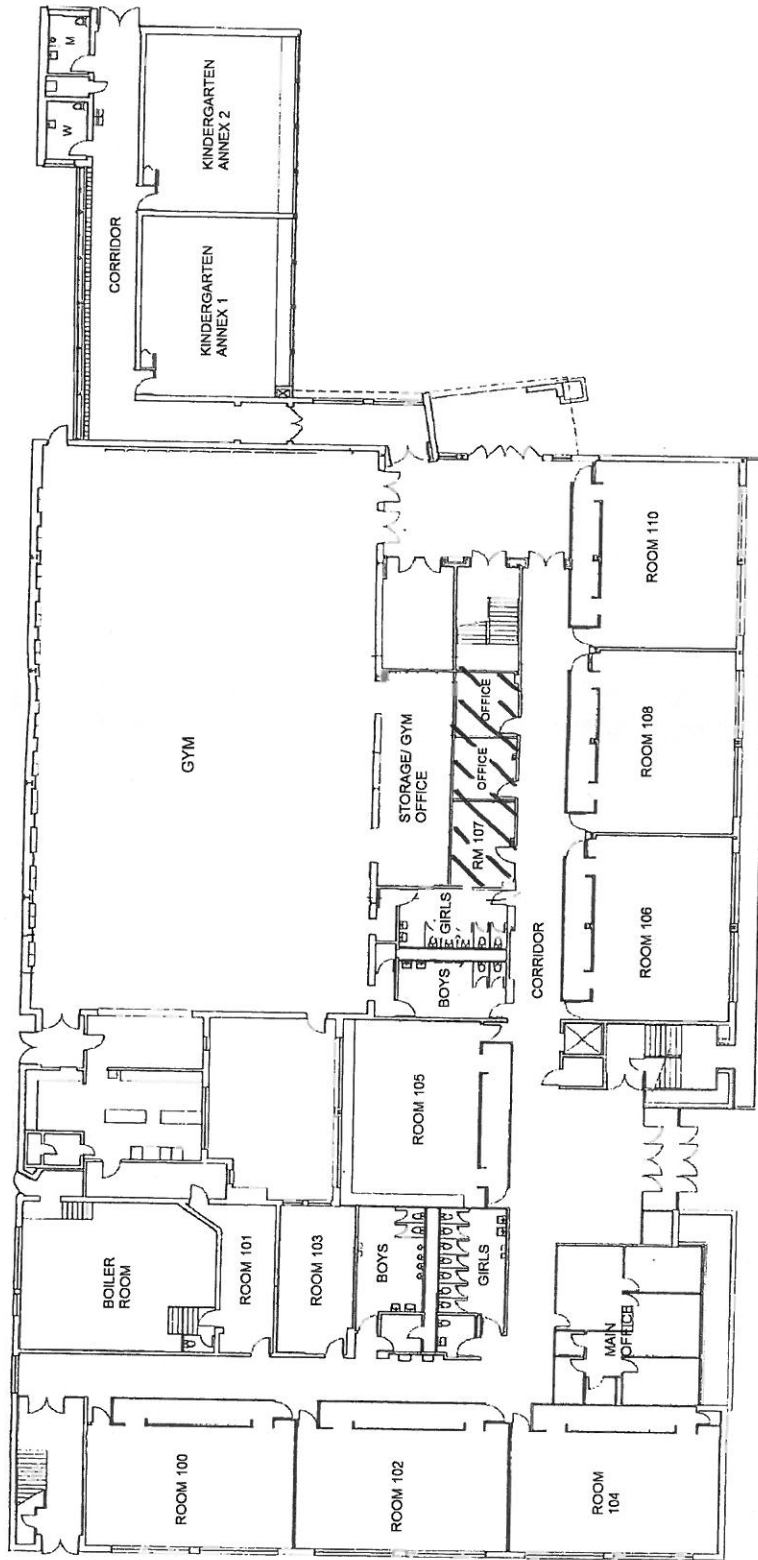 M
W
CORRIDOR
KINDERGARTEN
ANNEX 2
KINDERGARTEN
ANNEX 1
GYM
STORAGE/ GYM
OFFICE
OFFICE
OFFICE
RM 107
GIRLS
BOYS
CORRIDOR
ROOM 110
ROOM 108
ROOM 106
ROOM 105
BOILER
ROOM
ROOM 101
ROOM 103
BOYS
GIRLS
MAIN
OFFICE
ROOM 100
ROOM 102
ROOM
104